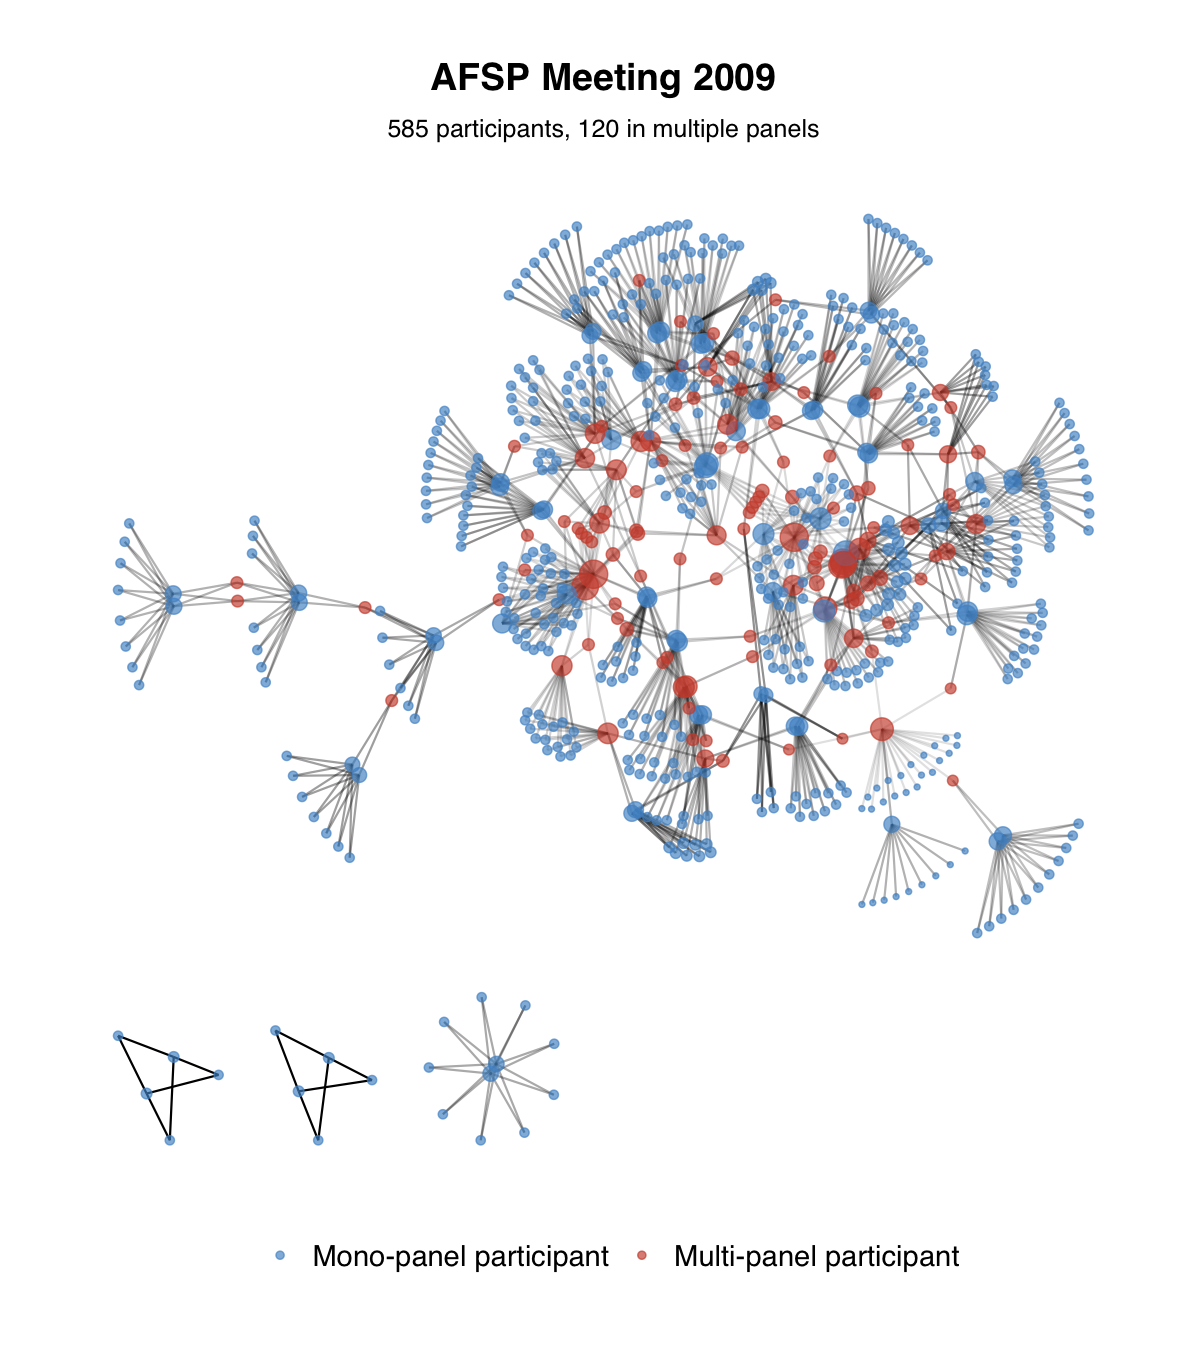 AFSP Meeting 2009
585 participants, 120 in multiple panels
Mono-panel participant
Multi-panel participant